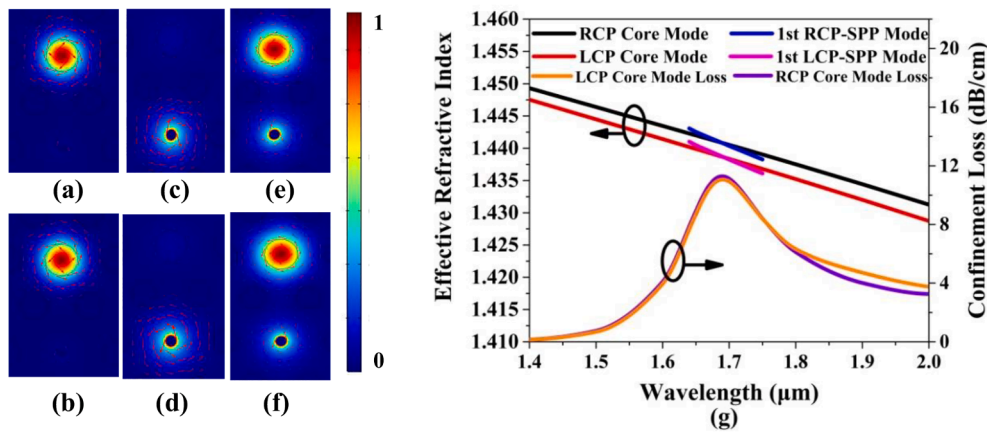 1
0
(a)
(c)
(e)
(b)
(d)
(f)
1.460
1.455
1.450
1.445
1.440
1.435
1.430
1.425
1.420
1.415
1.410
Effective Refractive Index
RCP Core Mode
1st RCP-SPP Mode
LCP Core Mode
1st LCP-SPP Mode
LCP Core Mode Loss
RCP Core Mode Loss
20
16
12
8
4
0
Confinement Loss (dB/cm)
1.4 1.5 1.6 1.7 1.8 1.9 2.0
Wavelength (μm)
(g)